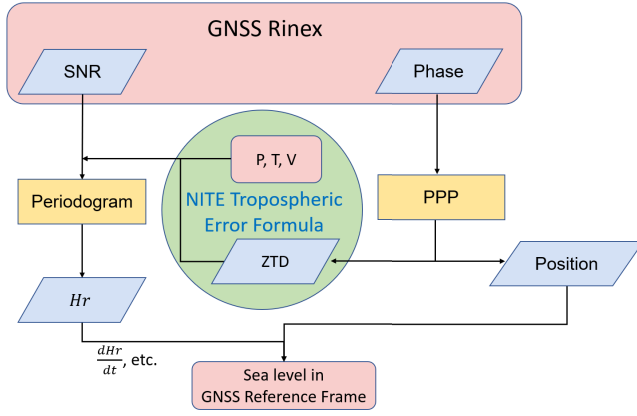 GNSS Rinex
SNR
Phase
P, T, V
Periodogram
NITE Tropospheric
Error Formula
PPP
ZTD
Position
Hr
dHr/dt, etc.
Sea level in
GNSS Reference Frame